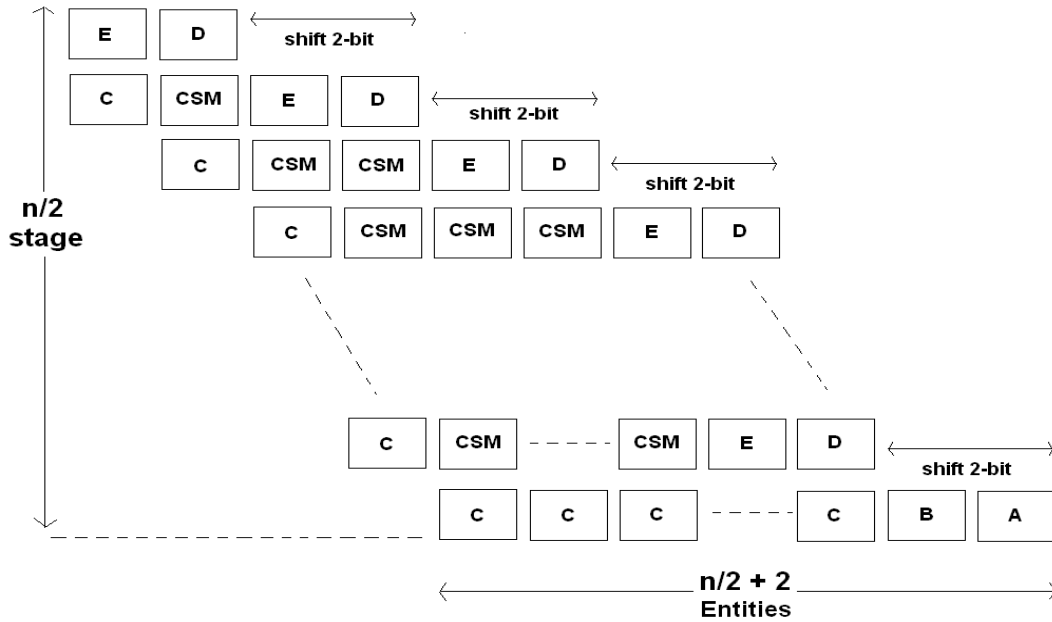 E D
shift 2-bit
C CSM E D
shift 2-bit
C CSM CSM E D
shift 2-bit
n/2
stage
C CSM CSM CSM E D
C CSM CSM E D
shift 2-bit
C C C C B A
n/2 + 2
Entities